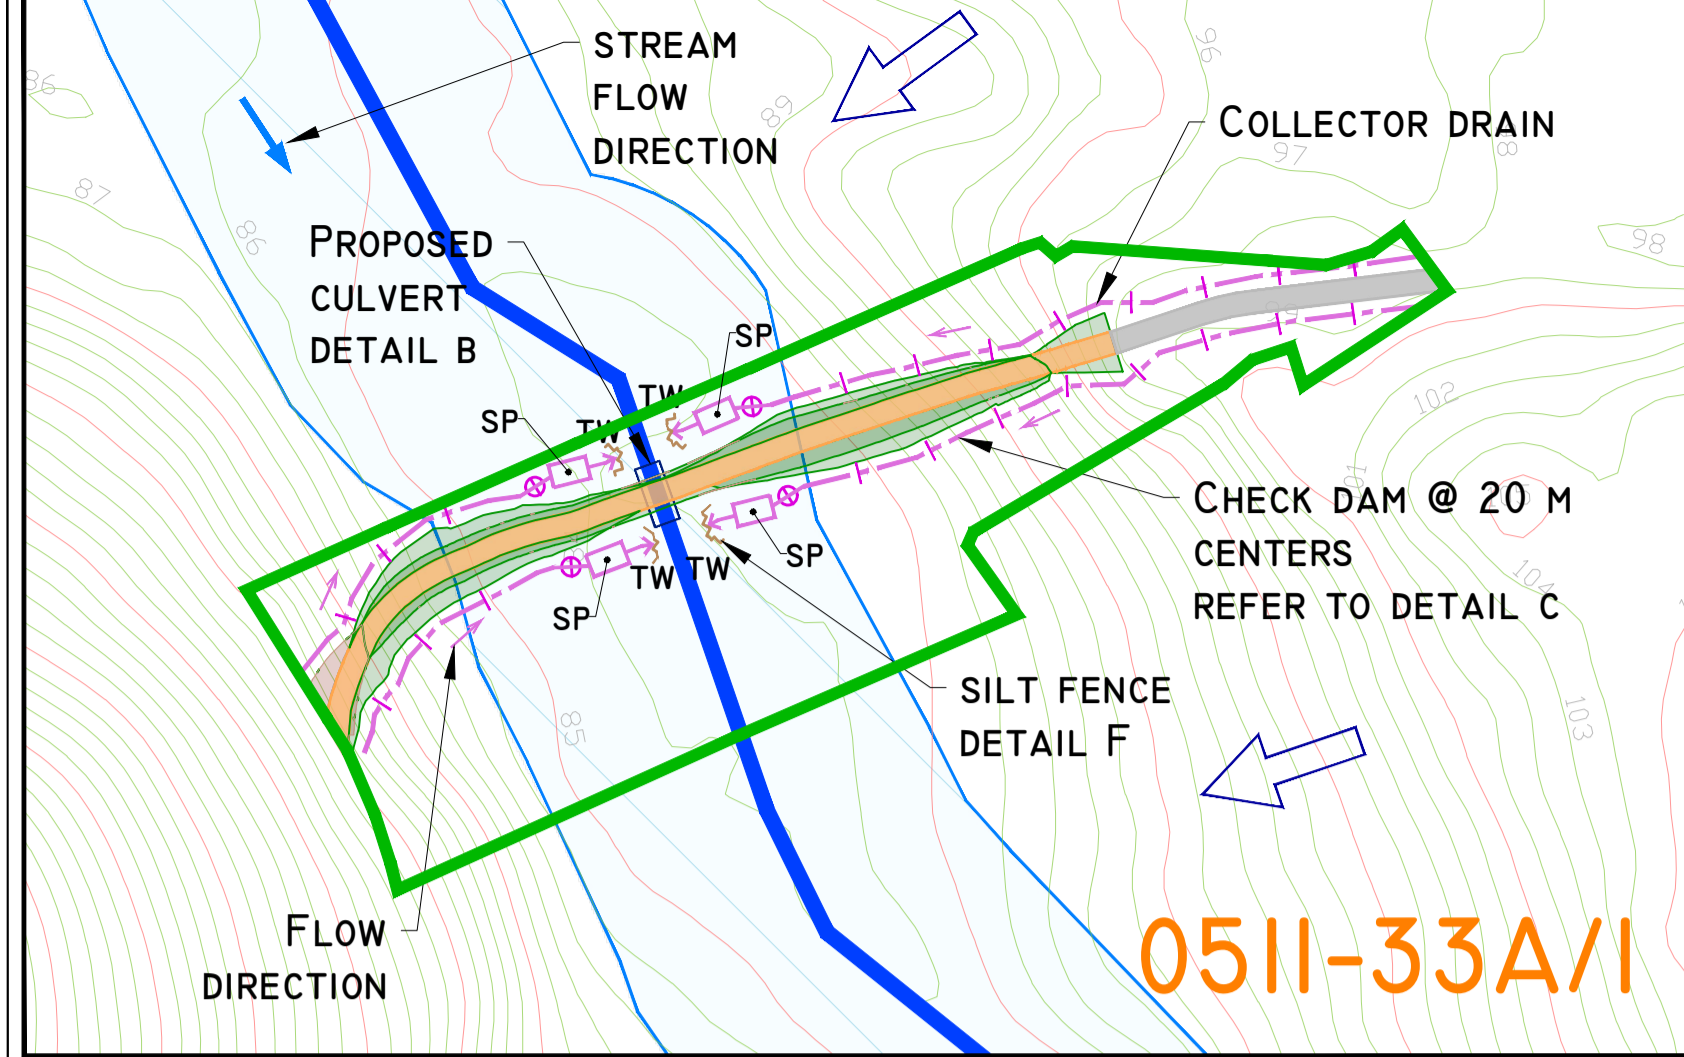 STREAM
FLOW
DIRECTION
COLLECTOR DRAIN
PROPOSED
CULVERT
DETAIL B
SP
TW
SP
TW
CHECK DAM @ 20 M
CENTERS
REFER TO DETAIL C
SP
TW
TW
SP
SILT FENCE
DETAIL F
FLOW
DIRECTION
0511-33A/1
86
87
86
89
96
97
98
98
99
102
101
104
103
85